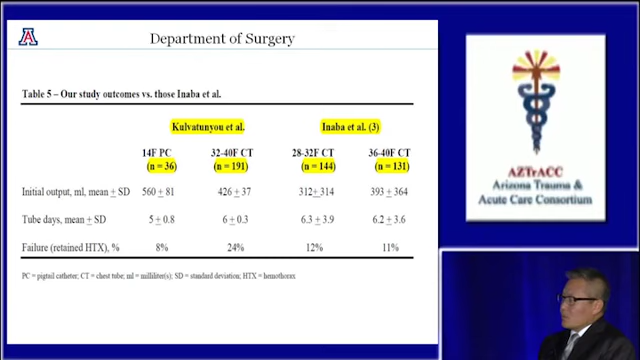 Department of Surgery
Table 5 – Our study outcomes vs. those Inaba et al.
Kulvatunyou et al. Inaba et al. (3)
14F PC 32-40F CT 28-32F CT 36-40F CT
(n = 36) (n = 191) (n = 144) (n = 131)
Initial output, ml, mean ± SD 560 ± 81 426 ± 37 312± 314 393 ± 364
Tube days, mean ± SD 5 ± 0.8 6 ± 0.3 6.3 ± 3.9 6.2 ± 3.6
Failure (retained HTX), % 8% 24% 12% 11%
PC = pigtail catheter; CT = chest tube; ml = milliliter(s); SD = standard deviation; HTX = hemothorax
AZTrACC
Arizona Trauma &
Acute Care Consortium
A